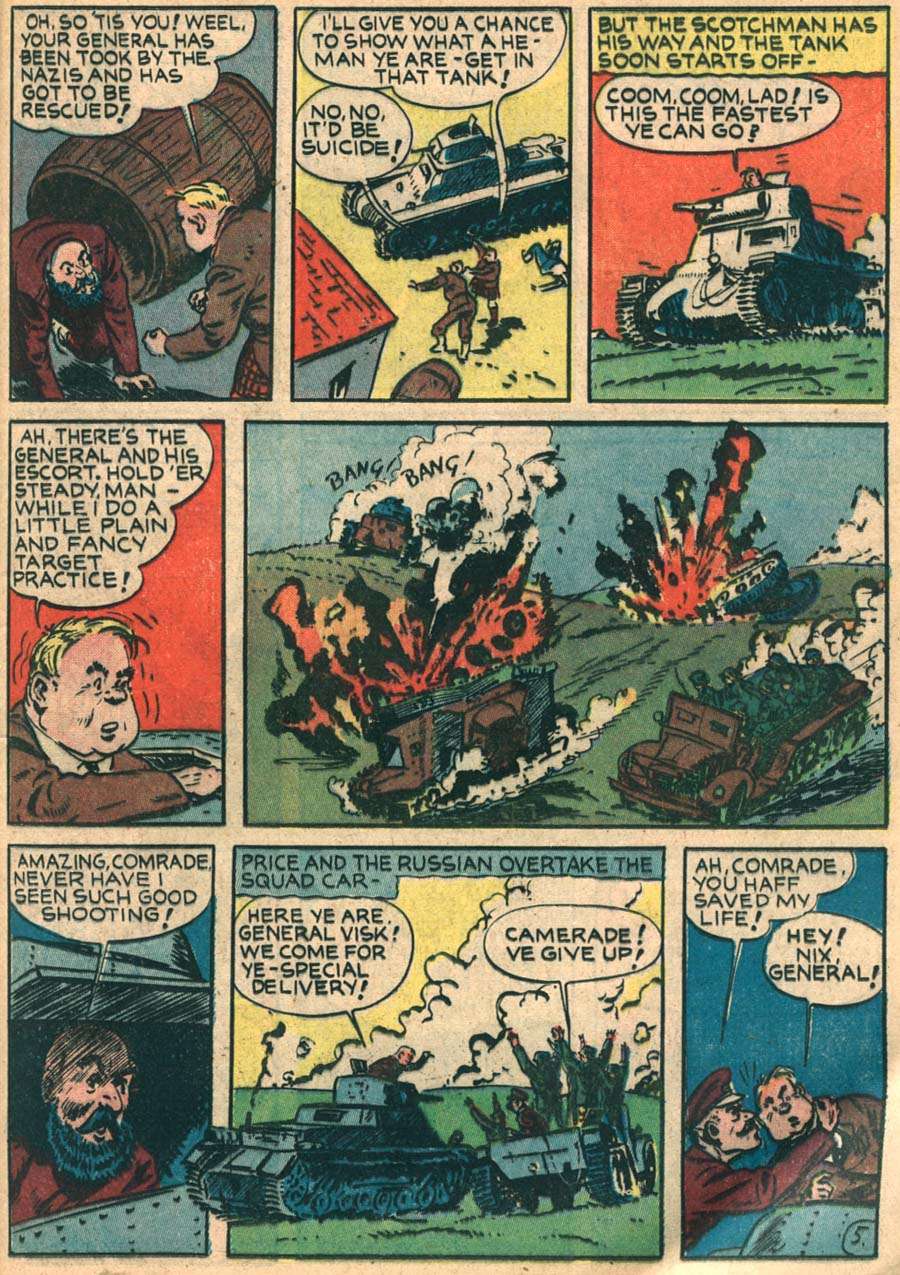 OH, SO 'TIS YOU! WEEL,
YOUR GENERAL HAS
BEEN TOOK BY THE
NAZIS AND HAS
GOT TO BE
RESCUED!
I'LL GIVE YOU A CHANCE
TO SHOW WHAT A HE-
MAN YE ARE - GET IN
THAT TANK!
NO, NO,
IT'D BE
SUICIDE!
BUT THE SCOTCHMAN HAS
HIS WAY AND THE TANK
SOON STARTS OFF-
COOM, COOM, LAD! IS
THIS THE FASTEST
YE CAN GO?
AH, THERE'S THE
GENERAL AND HIS
ESCORT. HOLD 'ER
STEADY, MAN -
WHILE I DO A
LITTLE PLAIN
AND FANCY
TARGET
PRACTICE!
BANG! BANG!
AMAZING, COMRADE,
NEVER HAVE I
SEEN SUCH GOOD
SHOOTING!
PRICE AND THE RUSSIAN OVERTAKE THE
SQUAD CAR-
HERE YE ARE,
GENERAL VISK!
WE COME FOR
YE-SPECIAL
DELIVERY!
CAMERADE!
VE GIVE UP!
AH, COMRADE,
YOU HAFF
SAVED MY
LIFE!
HEY!
NIX,
GENERAL!
5.